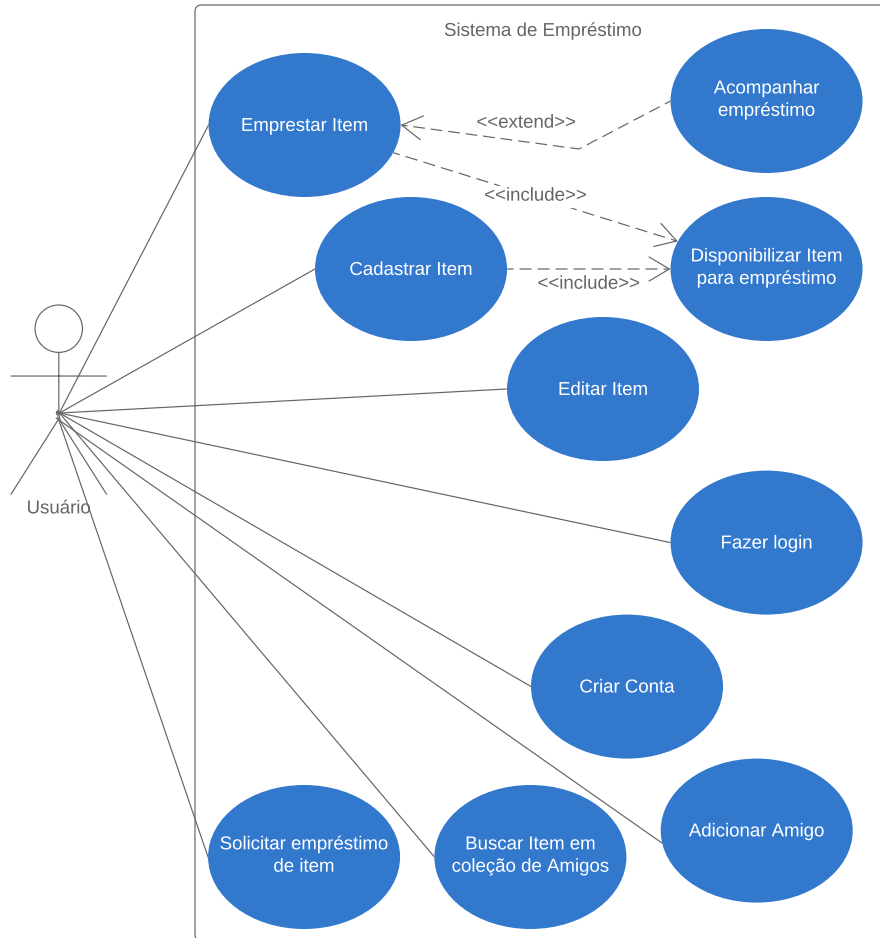 Sistema de Empréstimo
Emprestar Item
<<extend>>
Acompanhar
empréstimo
<<include>>
Cadastrar Item
<<include>>
Disponibilizar Item
para empréstimo
Editar Item
Usuário
Fazer login
Criar Conta
Adicionar Amigo
Solicitar empréstimo
de item
Buscar Item em
coleção de Amigos